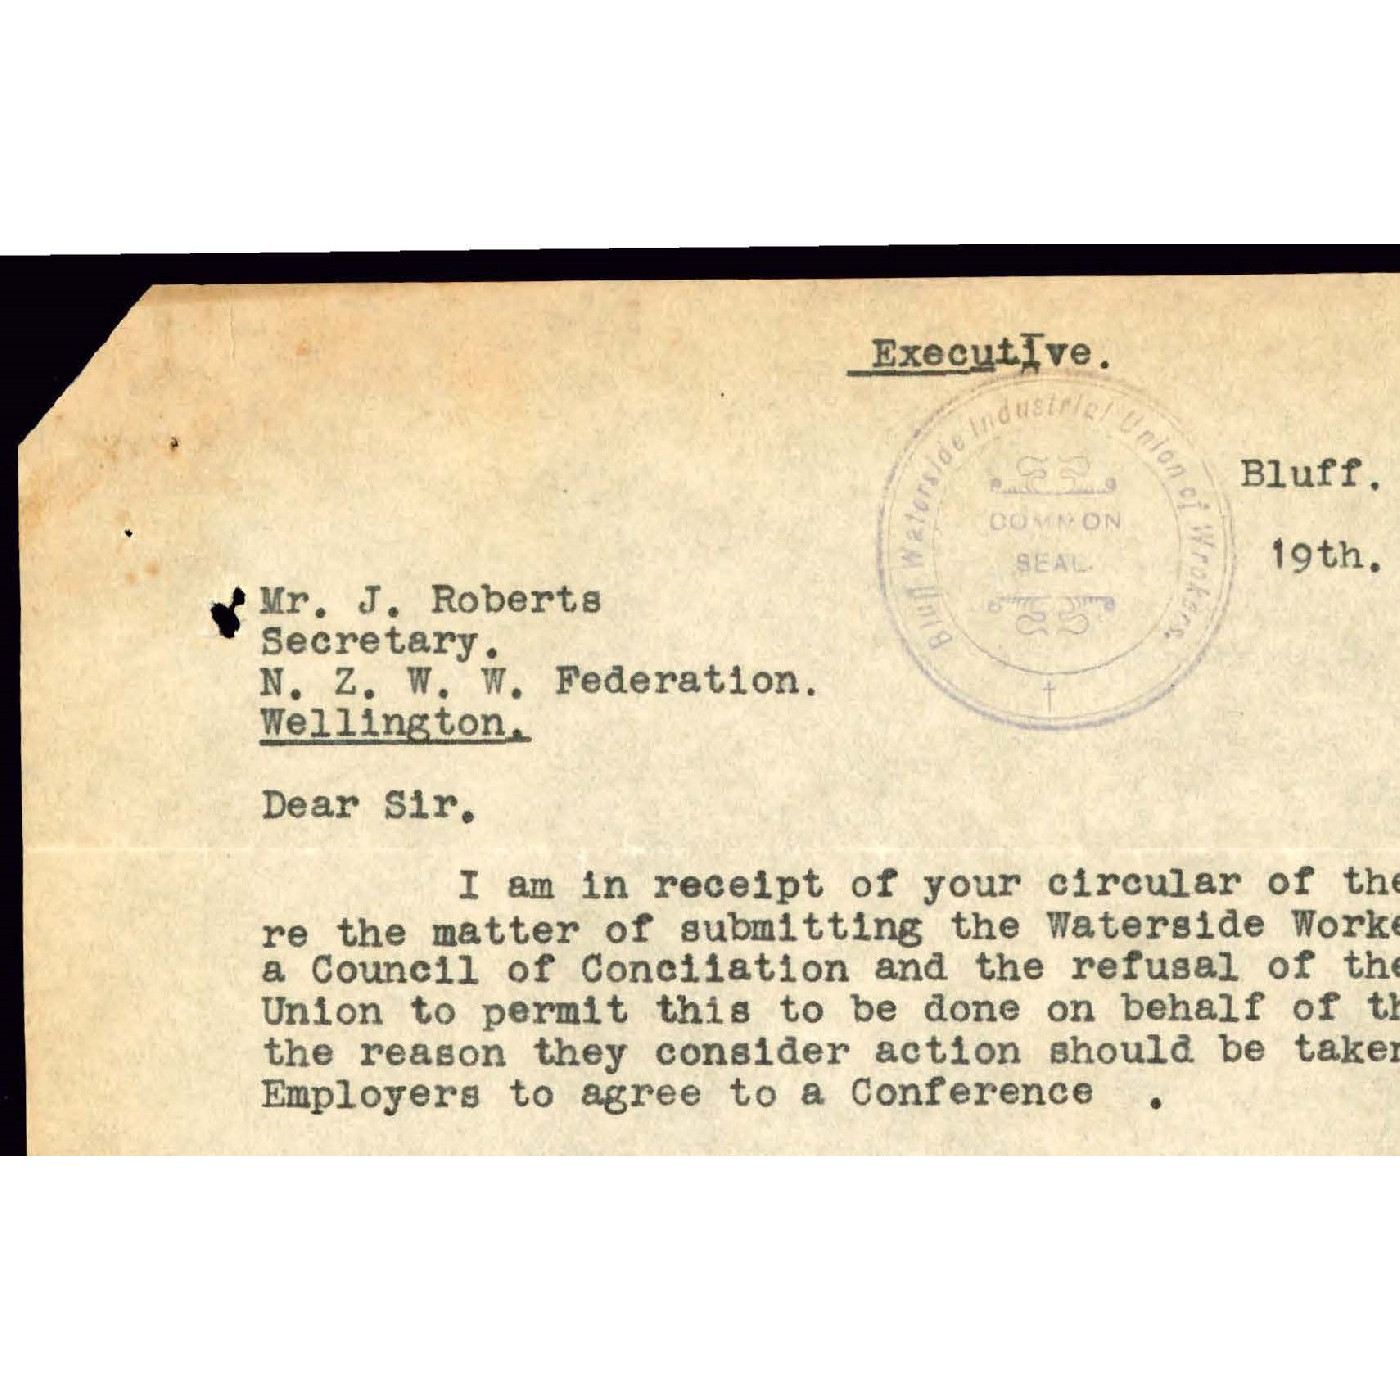 Executive.
Bluff Waterside Industrial Union of Wrokers.
COMMON
SEAL.
Bluff.
19th.
Mr. J. Roberts
Secretary.
N. Z. W. W. Federation.
Wellington.
Dear Sir.
I am in receipt of your circular of the
re the matter of submitting the Waterside Worke
a Council of Conciiation and the refusal of the
Union to permit this to be done on behalf of th
the reason they consider action should be taken
Employers to agree to a Conference .